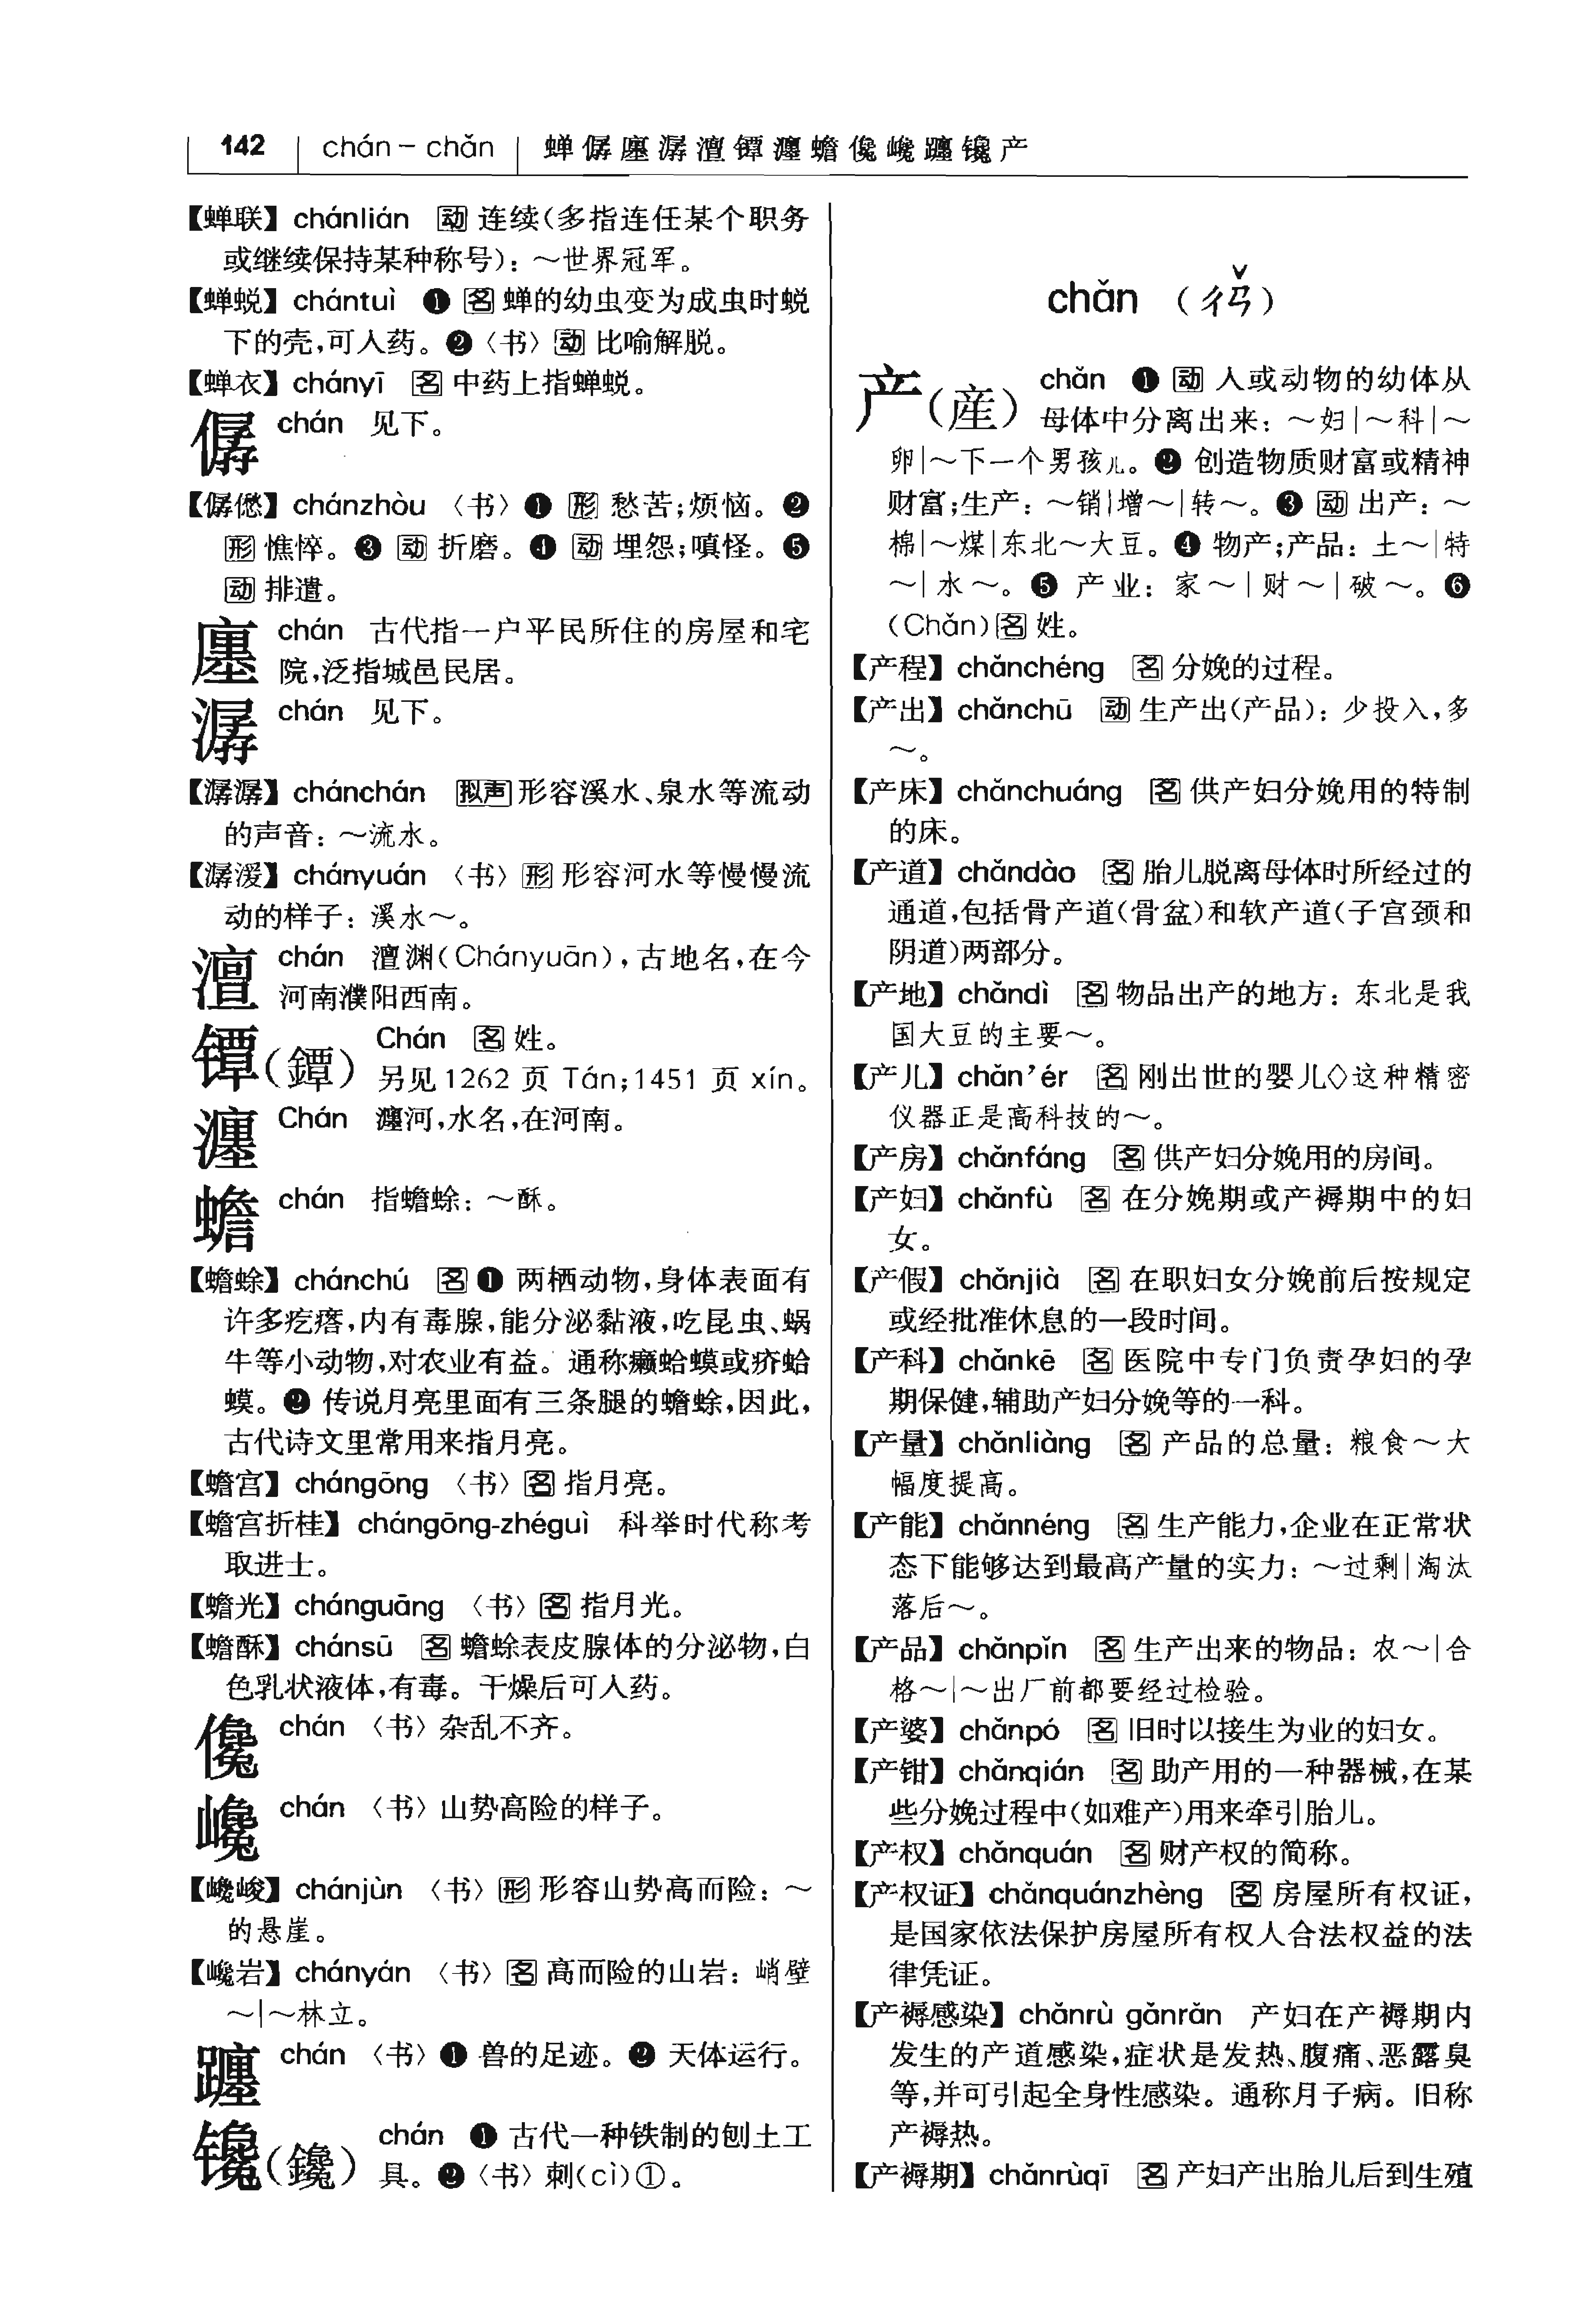 142 chán – chǎn 蝉僝廛潺澶镡瀍蟾儳巉躔镵产
【蝉联】 chánlián 动 连续(多指连任某个职务
或继续保持某种称号)：～世界冠军。
【蝉蜕】 chántuì ❶ 名 蝉的幼虫变为成虫时蜕
下的壳，可入药。❷〈书〉动 比喻解脱。
【蝉衣】 chányī 名 中药上指蝉蜕。
僝 chán 见下。
【僝僽】 chánzhòu 〈书〉❶ 形 愁苦；烦恼。❷
形 憔悴。❸ 动 折磨。❹ 动 埋怨；嗔怪。❺
动 排遣。
廛 chán 古代指一户平民所住的房屋和宅
院，泛指城邑民居。
潺 chán 见下。
【潺潺】 chánchán 拟声 形容溪水、泉水等流动
的声音：～流水。
【潺湲】 chányuán 〈书〉形 形容河水等慢慢流
动的样子：溪水～。
澶 chán 澶渊(Chányuān)，古地名，在今
河南濮阳西南。
镡(鐔) Chán 名 姓。
另见 1262 页 Tán；1451 页 xín。
瀍 Chán 瀍河，水名，在河南。
蟾 chán 指蟾蜍：～酥。
【蟾蜍】 chánchú 名 ❶ 两栖动物，身体表面有
许多疙瘩，内有毒腺，能分泌黏液，吃昆虫、蜗
牛等小动物，对农业有益。通称癞蛤蟆或疥蛤
蟆。❷ 传说月亮里面有三条腿的蟾蜍，因此，
古代诗文里常用来指月亮。
【蟾宫】 chángōng 〈书〉名 指月亮。
【蟾宫折桂】 chángōng-zhéguì 科举时代称考
取进士。
【蟾光】 chánguāng 〈书〉名 指月光。
【蟾酥】 chánsū 名 蟾蜍表皮腺体的分泌物，白
色乳状液体，有毒。干燥后可入药。
儳 chán 〈书〉杂乱不齐。
巉 chán 〈书〉山势高险的样子。
【巉峻】 chánjùn 〈书〉形 形容山势高而险：～
的悬崖。
【巉岩】 chányán 〈书〉名 高而险的山岩：峭壁
～|～林立。
躔 chán 〈书〉❶ 兽的足迹。❷ 天体运行。
镵(鑱) chán ❶ 古代一种铁制的刨土工
具。❷〈书〉刺(cì)①。
chǎn (ㄔㄢˇ)
产(産) chǎn ❶ 动 人或动物的幼体从
母体中分离出来：～妇|～科|～
卵|～下一个男孩儿。❷ 创造物质财富或精神
财富；生产：～销|增～|转～。❸ 动 出产：～
棉|～煤|东北～大豆。❹ 物产；产品：土～|特
～|水～。❺ 产业：家～|财～|破～。❻
(Chǎn)名 姓。
【产程】 chǎnchéng 名 分娩的过程。
【产出】 chǎnchū 动 生产出(产品)：少投入，多
～。
【产床】 chǎnchuáng 名 供产妇分娩用的特制
的床。
【产道】 chǎndào 名 胎儿脱离母体时所经过的
通道，包括骨产道(骨盆)和软产道(子宫颈和
阴道)两部分。
【产地】 chǎndì 名 物品出产的地方：东北是我
国大豆的主要～。
【产儿】 chǎn’ér 名 刚出世的婴儿◇这种精密
仪器正是高科技的～。
【产房】 chǎnfáng 名 供产妇分娩用的房间。
【产妇】 chǎnfù 名 在分娩期或产褥期中的妇
女。
【产假】 chǎnjià 名 在职妇女分娩前后按规定
或经批准休息的一段时间。
【产科】 chǎnkē 名 医院中专门负责孕妇的孕
期保健，辅助产妇分娩等的一科。
【产量】 chǎnliàng 名 产品的总量：粮食～大
幅度提高。
【产能】 chǎnnéng 名 生产能力，企业在正常状
态下能够达到最高产量的实力：～过剩|淘汰
落后～。
【产品】 chǎnpǐn 名 生产出来的物品：农～|合
格～|～出厂前都要经过检验。
【产婆】 chǎnpó 名 旧时以接生为业的妇女。
【产钳】 chǎnqián 名 助产用的一种器械，在某
些分娩过程中(如难产)用来牵引胎儿。
【产权】 chǎnquán 名 财产权的简称。
【产权证】 chǎnquánzhèng 名 房屋所有权证，
是国家依法保护房屋所有权人合法权益的法
律凭证。
【产褥感染】 chǎnrù gǎnrǎn 产妇在产褥期内
发生的产道感染，症状是发热、腹痛、恶露臭
等，并可引起全身性感染。通称月子病。旧称
产褥热。
【产褥期】 chǎnrùqī 名 产妇产出胎儿后到生殖